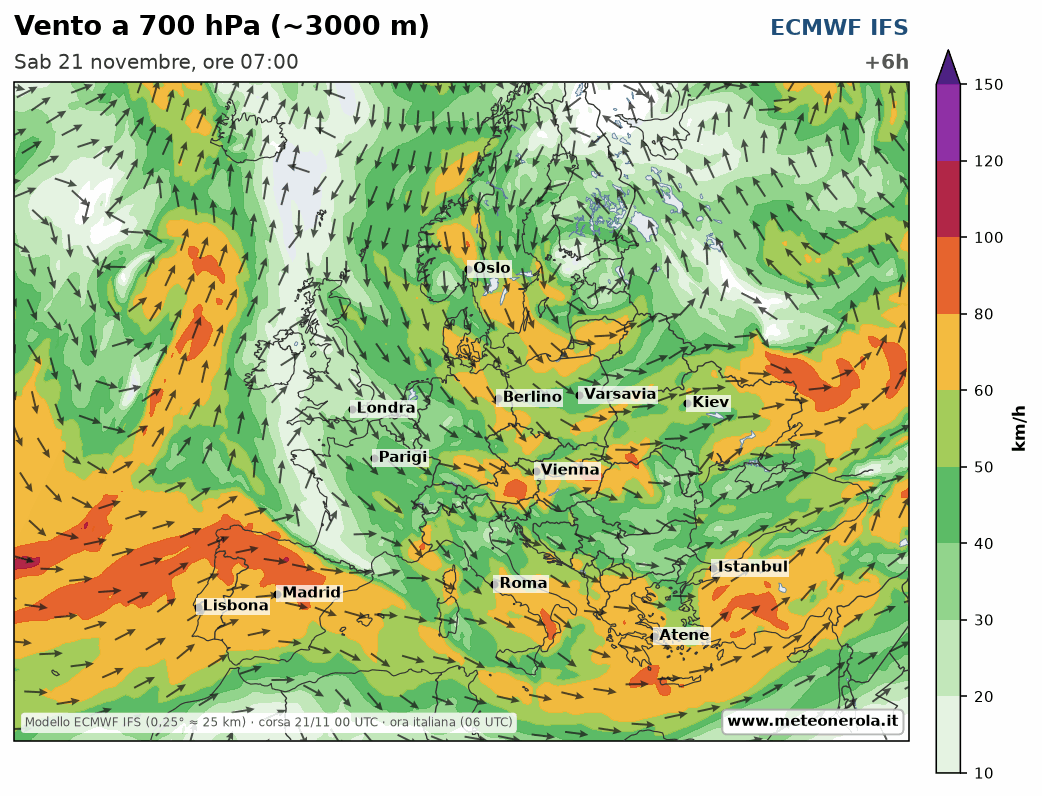 Vento a 700 hPa (~3000 m)
ECMWF IFS
Sab 21 novembre, ore 07:00
+6h
150
120
100
80
60
50
40
30
20
10
km/h
Oslo
Berlino
Varsavia
Kiev
Londra
Parigi
Vienna
Istanbul
Roma
Madrid
Lisbona
Atene
Modello ECMWF IFS (0,25° ≈ 25 km) · corsa 21/11 00 UTC · ora italiana (06 UTC)
www.meteonerola.it